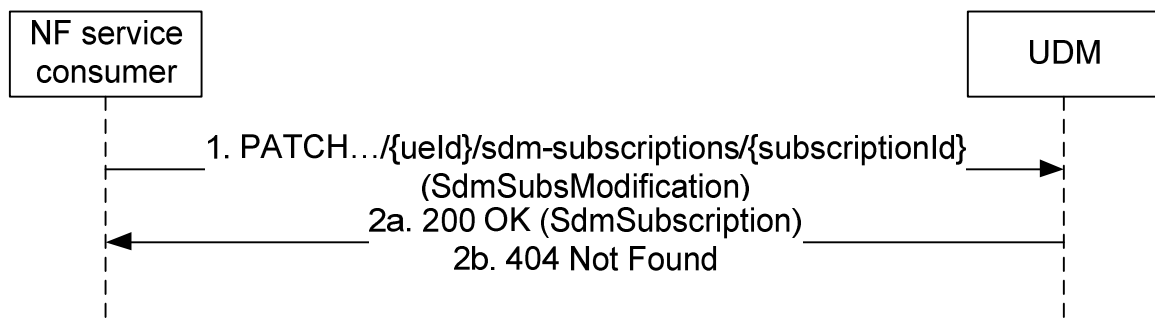 NF service
consumer
UDM
1. PATCH…/{ueId}/sdm-subscriptions/{subscriptionId}
(SdmSubsModification)
2a. 200 OK (SdmSubscription)
2b. 404 Not Found